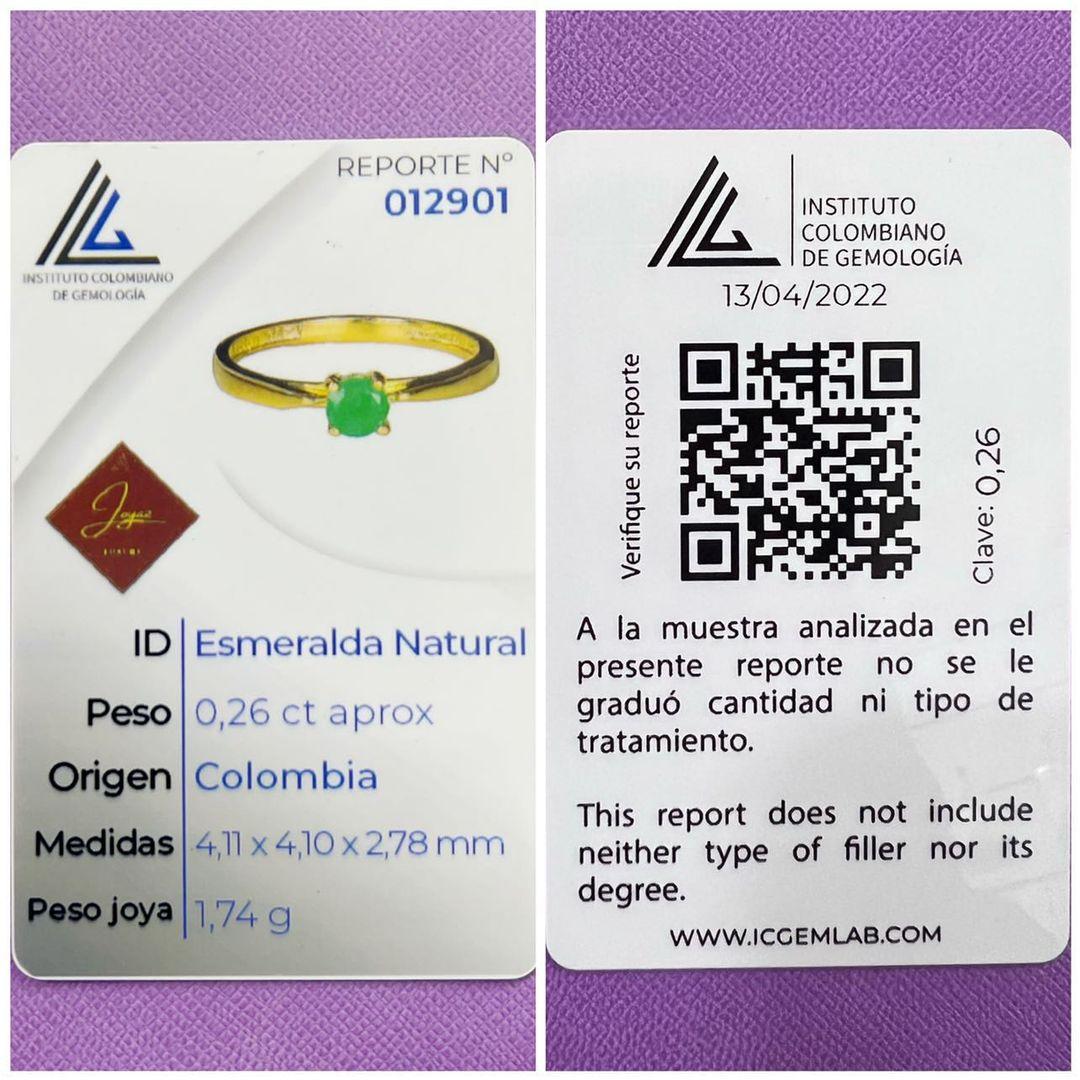 INSTITUTO COLOMBIANO
DE GEMOLOGÍA
REPORTE Nº
012901
Joyas
LUXURY
ID Esmeralda Natural
Peso 0,26 ct aprox
Origen Colombia
Medidas 4,11 x 4,10 x 2,78 mm
Peso joya 1,74 g
INSTITUTO
COLOMBIANO
DE GEMOLOGÍA
13/04/2022
Verifique su reporte
Clave: 0,26
A la muestra analizada en el
presente reporte no se le
graduó cantidad ni tipo de
tratamiento.
This report does not include
neither type of filler nor its
degree.
WWW.ICGEMLAB.COM